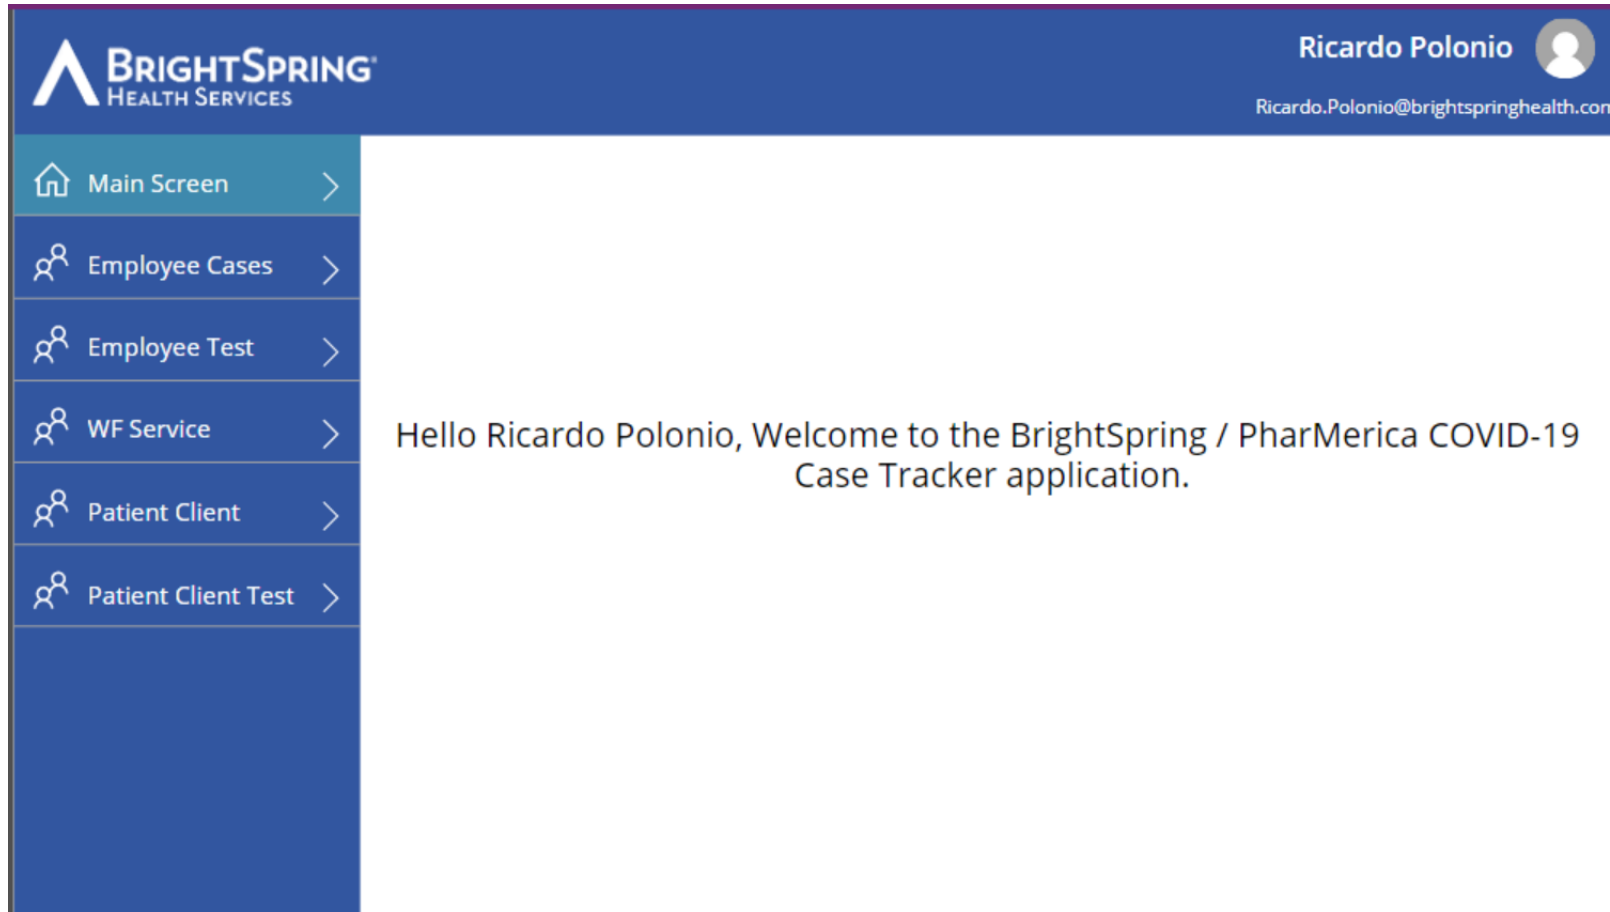 BRIGHTSPRING®
HEALTH SERVICES
Ricardo Polonio
Ricardo.Polonio@brightspringhealth.com
Main Screen
Employee Cases
Employee Test
WF Service
Patient Client
Patient Client Test
Hello Ricardo Polonio, Welcome to the BrightSpring / PharMerica COVID-19
Case Tracker application.